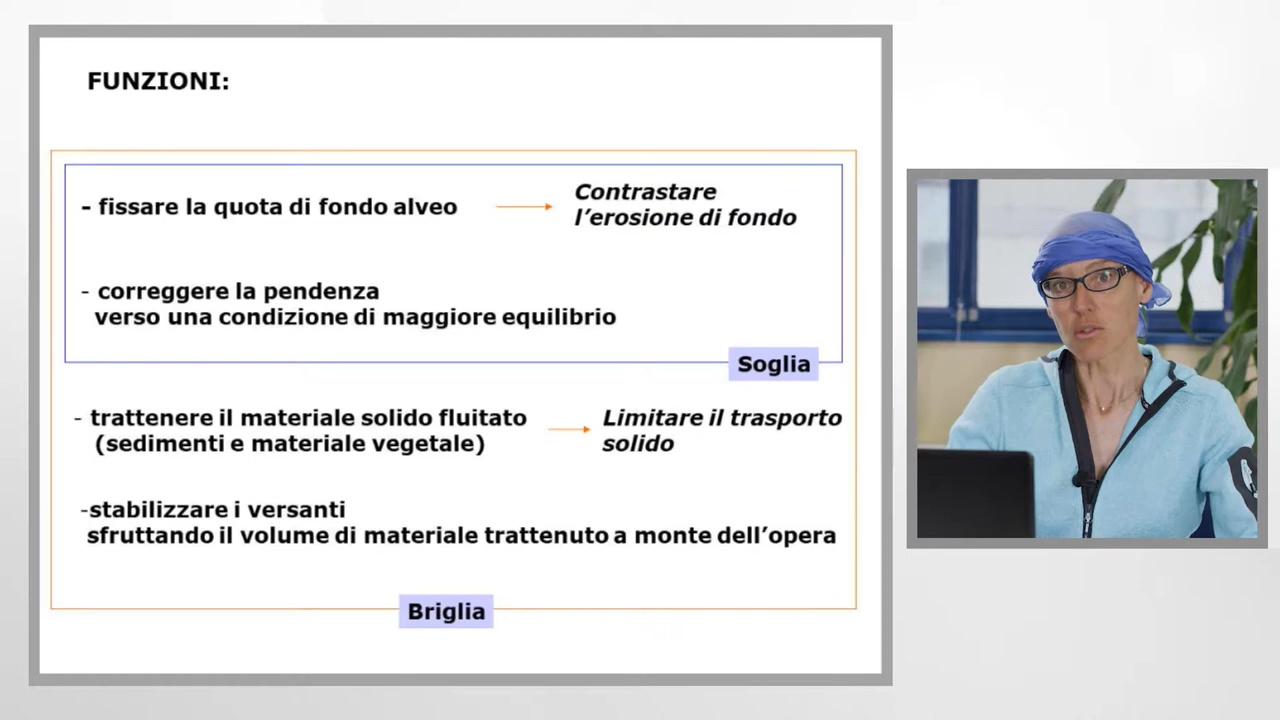 FUNZIONI:
- fissare la quota di fondo alveo
Contrastare
l’erosione di fondo
- correggere la pendenza
verso una condizione di maggiore equilibrio
Soglia
- trattenere il materiale solido fluitato
(sedimenti e materiale vegetale)
Limitare il trasporto
solido
-stabilizzare i versanti
sfruttando il volume di materiale trattenuto a monte dell’opera
Briglia